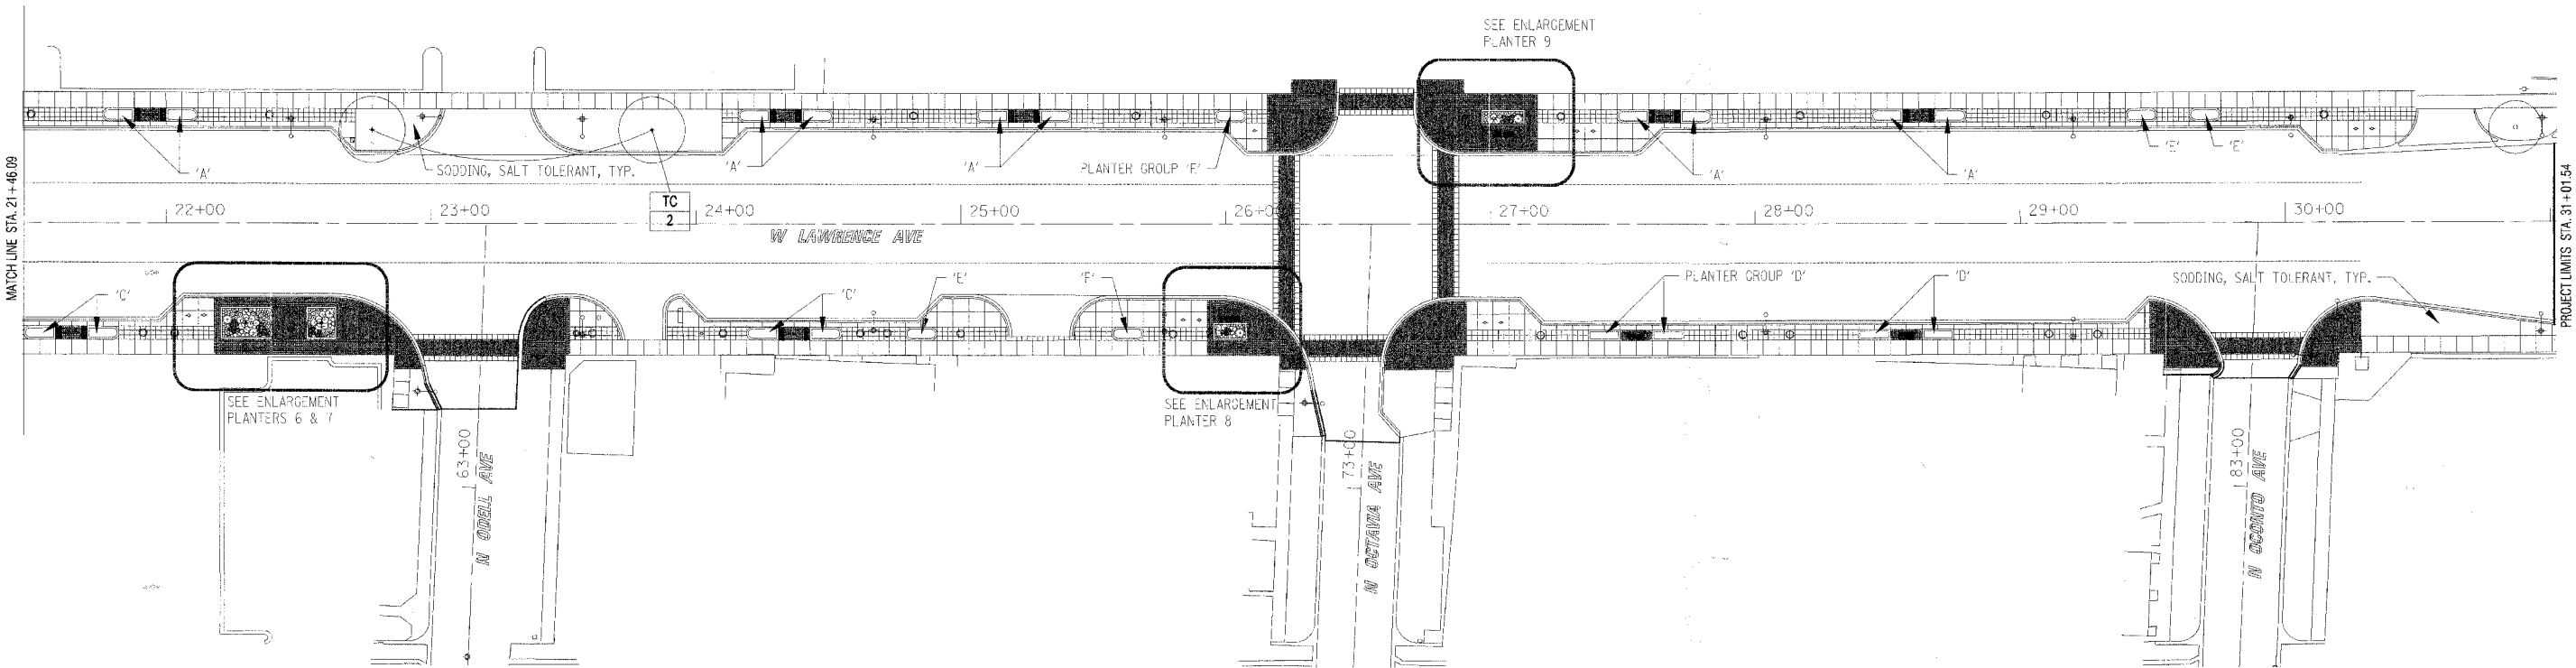 SEE ENLARGEMENT
PLANTER 9
MATCH LINE STA. 21+46.09
'A'
SODDING, SALT TOLERANT, TYP.
'A'
'A'
PLANTER GROUP 'E'
'A'
'A'
'E'
'E'
TC
2
22+00
23+00
24+00
25+00
26+00
27+00
28+00
29+00
30+00
W LAWRENCE AVE
PROJECT LIMITS STA. 31+01.54
'C'
'C'
'E'
'F'
PLANTER GROUP 'D'
'D'
SODDING, SALT TOLERANT, TYP.
SEE ENLARGEMENT
PLANTERS 6 & 7
SEE ENLARGEMENT
PLANTER 8
63+00
N ODELL AVE
73+00
N OCTAVIA AVE
83+00
N OCONTO AVE